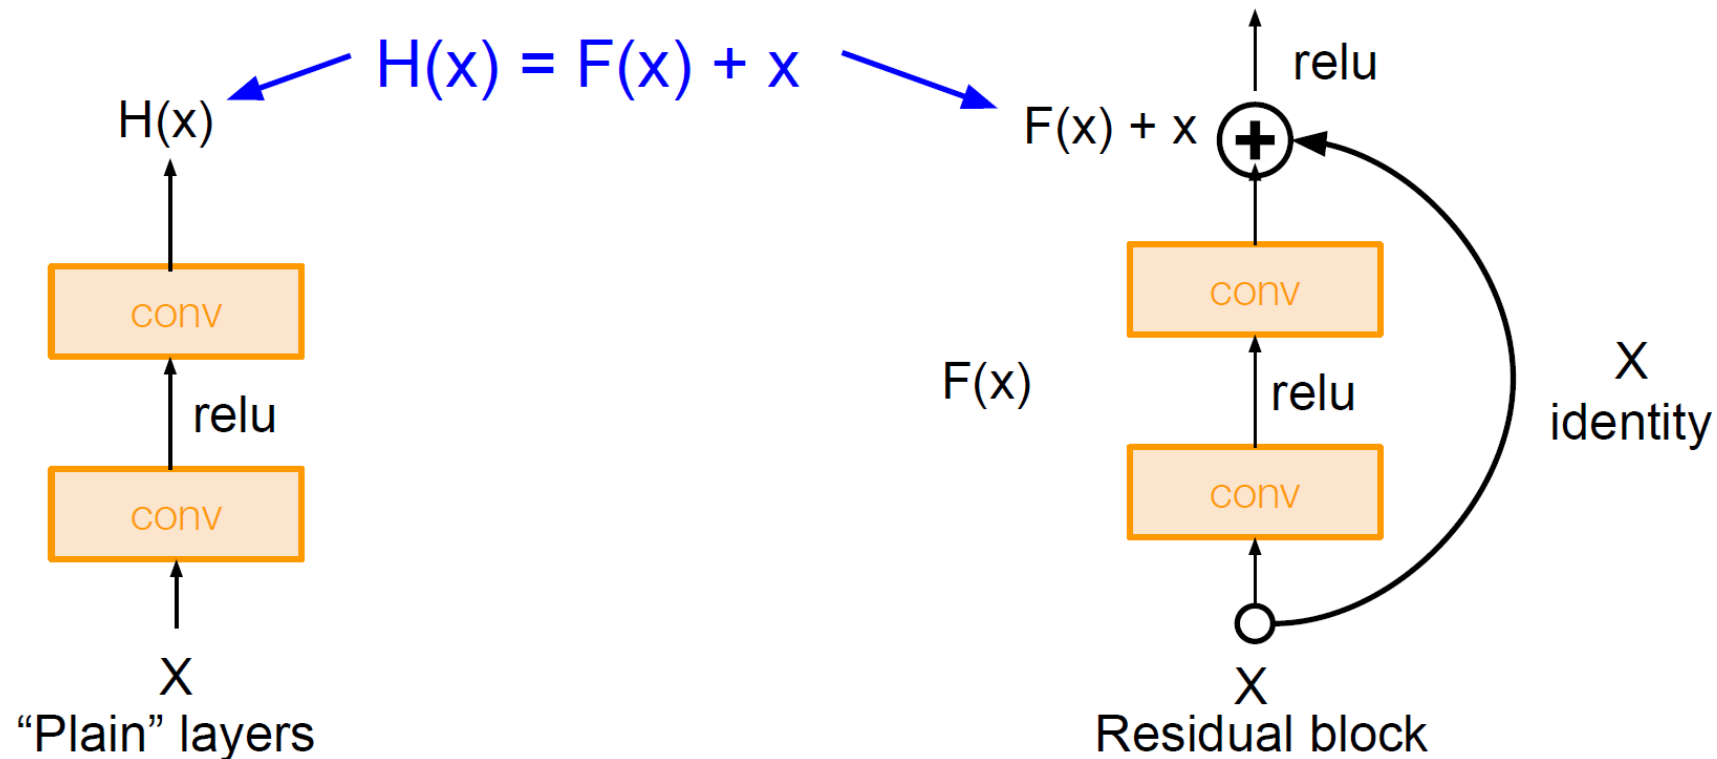 H(x) = F(x) + x
H(x)
conv
relu
conv
X
“Plain” layers
relu
F(x) + x
conv
F(x)
relu
X
identity
conv
X
Residual block